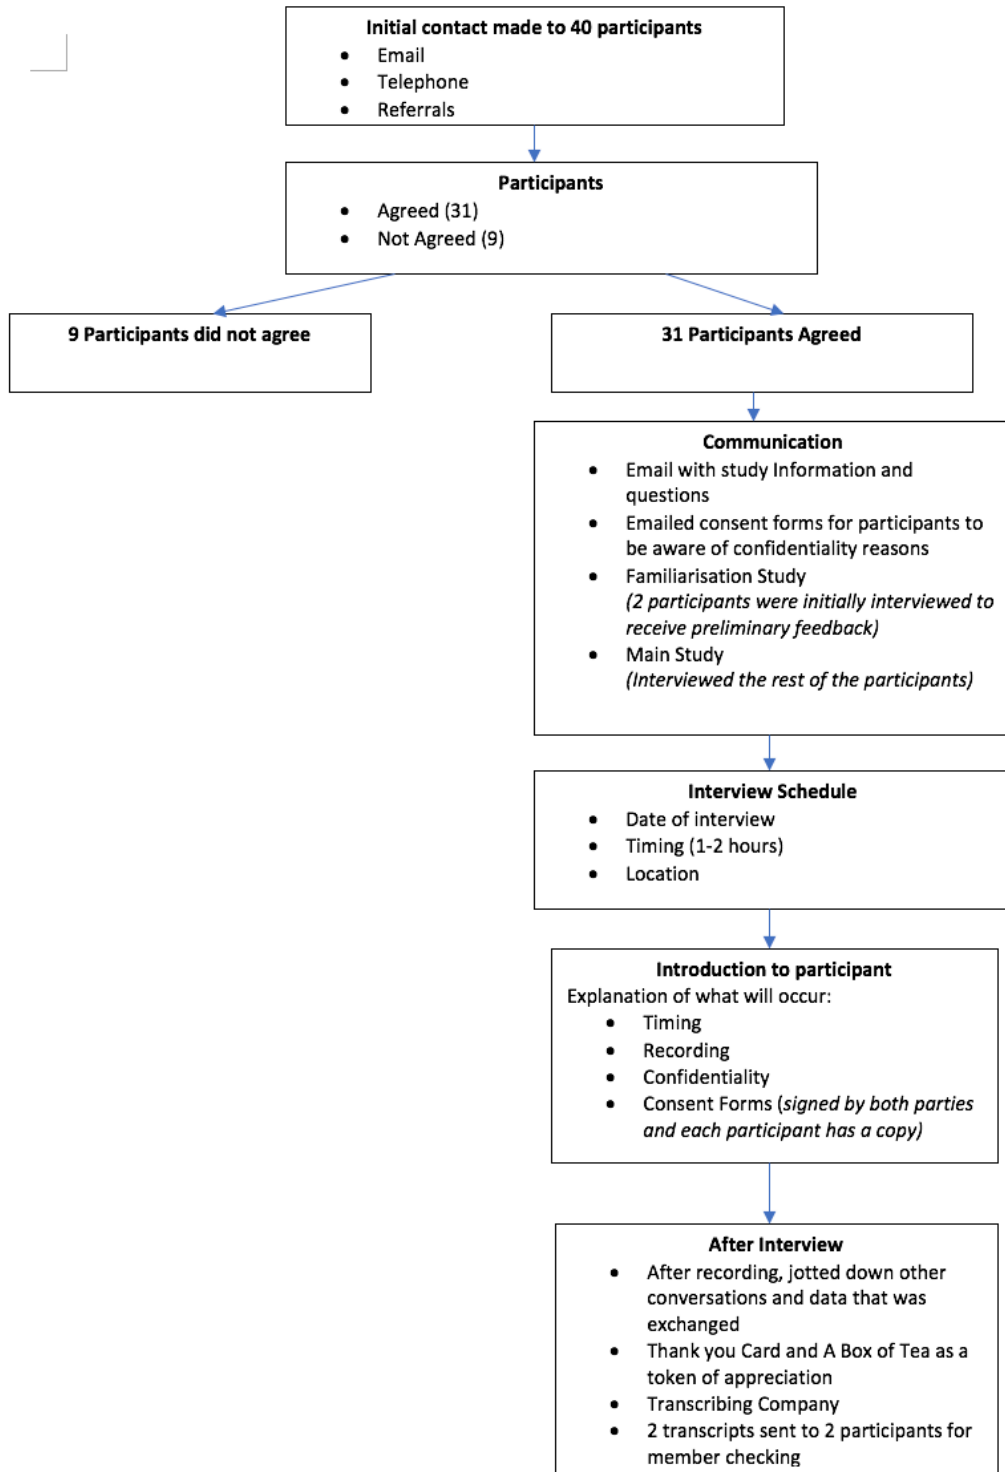 Initial contact made to 40 participants
• Email
• Telephone
• Referrals
Participants
• Agreed (31)
• Not Agreed (9)
9 Participants did not agree
31 Participants Agreed
Communication
• Email with study Information and
questions
• Emailed consent forms for participants to
be aware of confidentiality reasons
• Familiarisation Study
(2 participants were initially interviewed to
receive preliminary feedback)
• Main Study
(Interviewed the rest of the participants)
Interview Schedule
• Date of interview
• Timing (1-2 hours)
• Location
Introduction to participant
Explanation of what will occur:
• Timing
• Recording
• Confidentiality
• Consent Forms (signed by both parties
and each participant has a copy)
After Interview
• After recording, jotted down other
conversations and data that was
exchanged
• Thank you Card and A Box of Tea as a
token of appreciation
• Transcribing Company
• 2 transcripts sent to 2 participants for
member checking